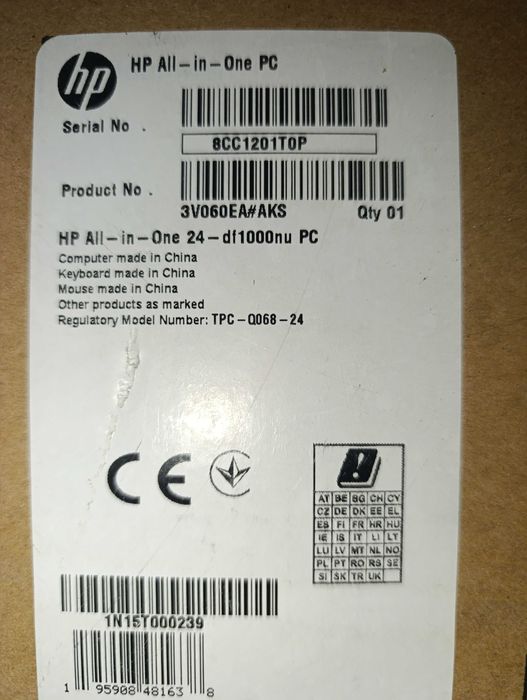 hp HP All-in-One PC
Serial No .
8CC1201T0P
Product No .
3V060EA#AKS Qty 01
HP All-in-One 24-df1000nu PC
Computer made in China
Keyboard made in China
Mouse made in China
Other products as marked
Regulatory Model Number: TPC-Q068-24
CE
AT BE BG CH CY
CZ DE DK EE EL
ES FI FR HR HU
IE IS IT LI LT
LU LV MT NL NO
PL PT RO RS SE
SI SK TR UK
1N15T000239
1 95908 48163 8